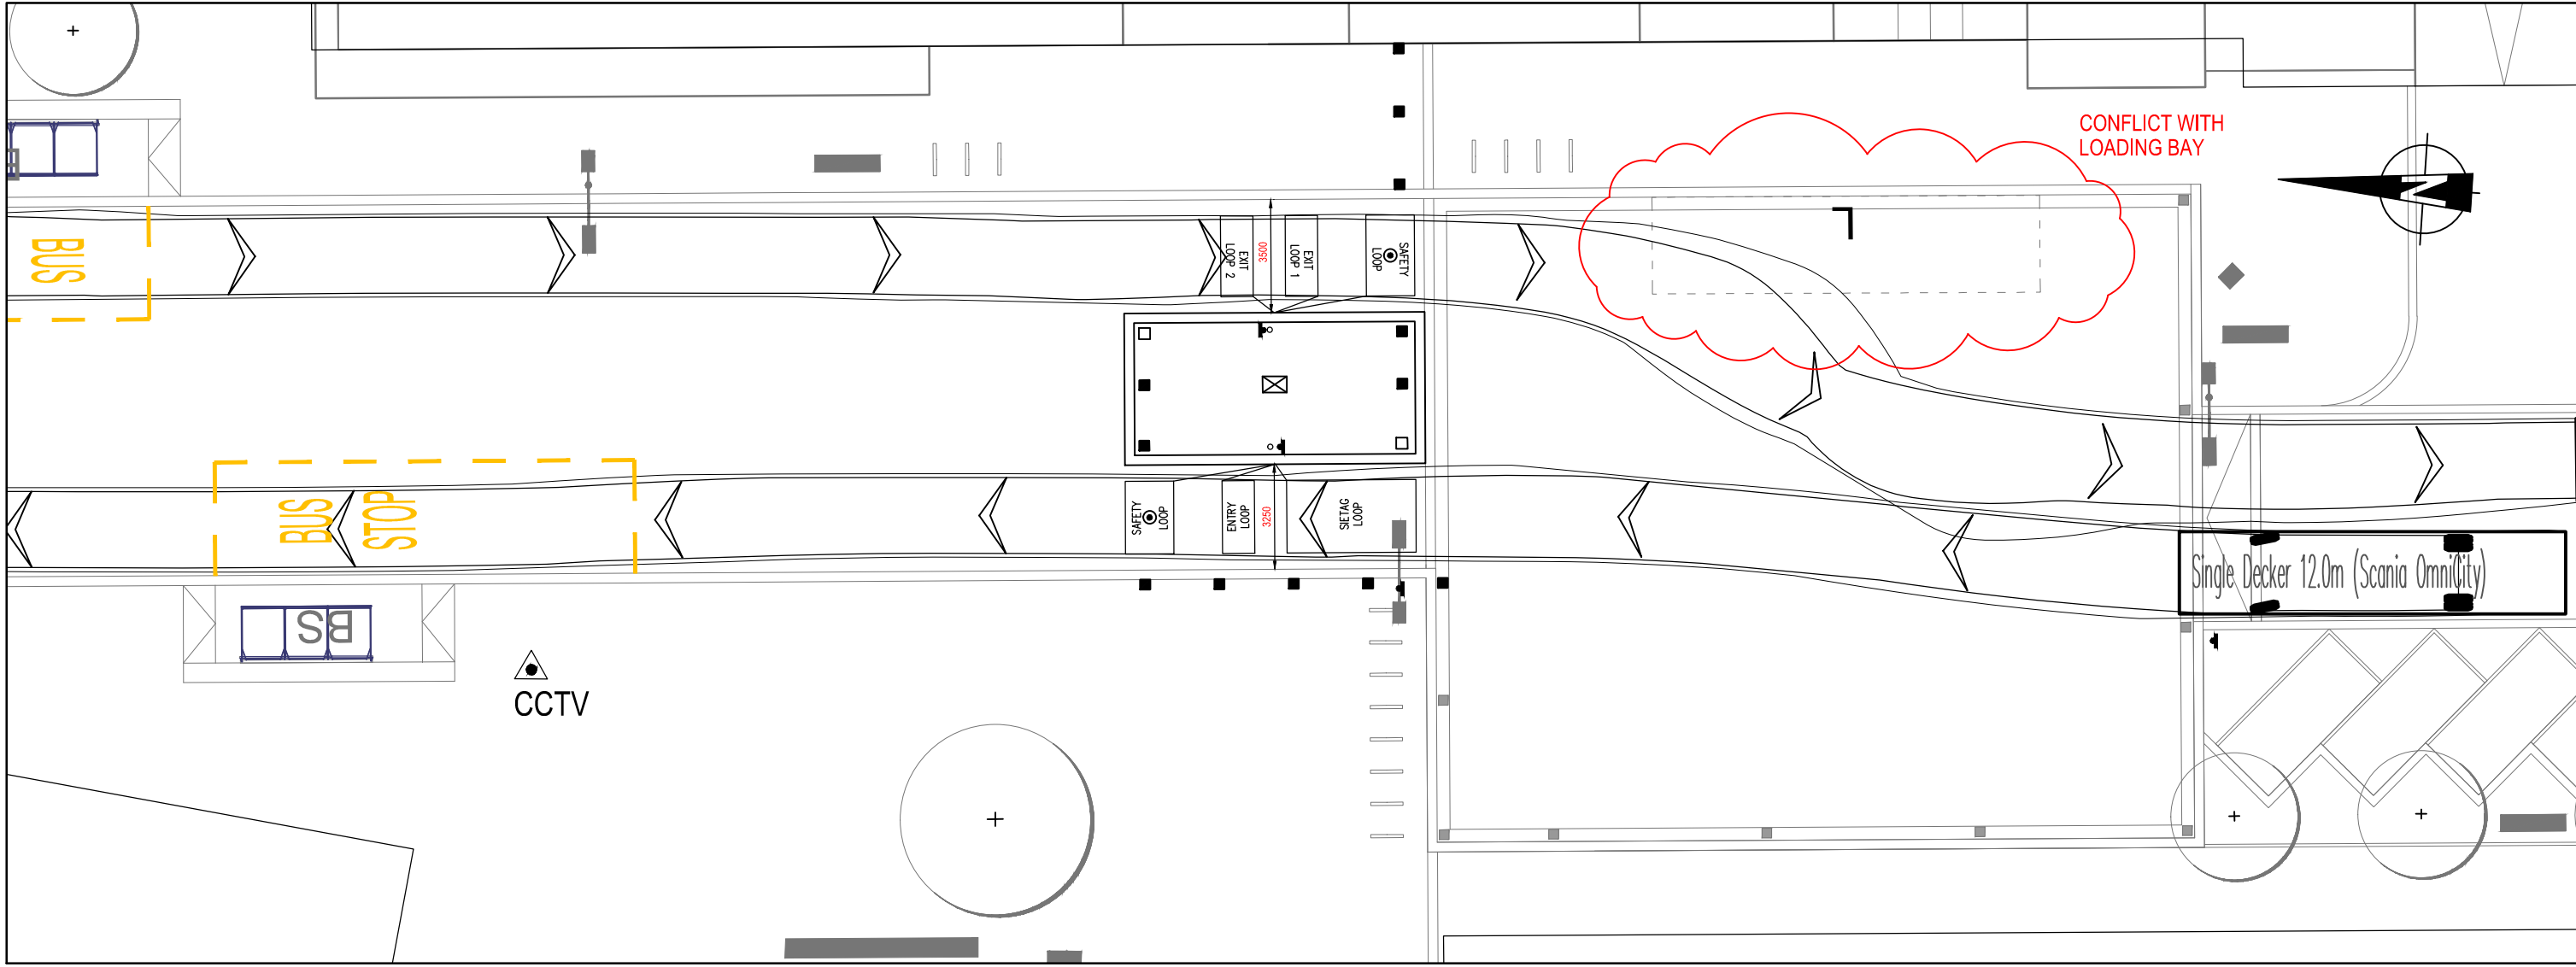 CONFLICT WITH
LOADING BAY
BUS
EXIT
LOOP 2
3500
EXIT
LOOP 1
SAFETY
LOOP
L
N
BUS
STOP
SAFETY
LOOP
ENTRY
LOOP
3250
SIETAG
LOOP
Single Decker 12.0m (Scania OmniCity)
BS
CCTV